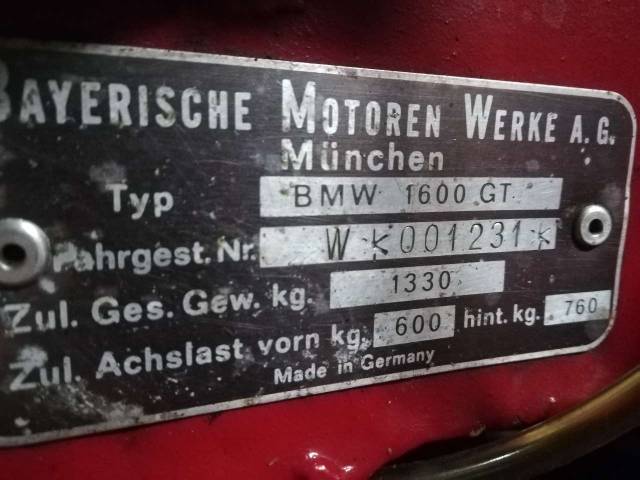 BAYERISCHE MOTOREN WERKE A.G.
München
Typ BMW 1600 GT
Fahrgest. Nr. W <001231<
Zul. Ges. Gew. kg. 1330
Zul. Achslast vorn kg. 600 hint. kg. 760
Made in Germany